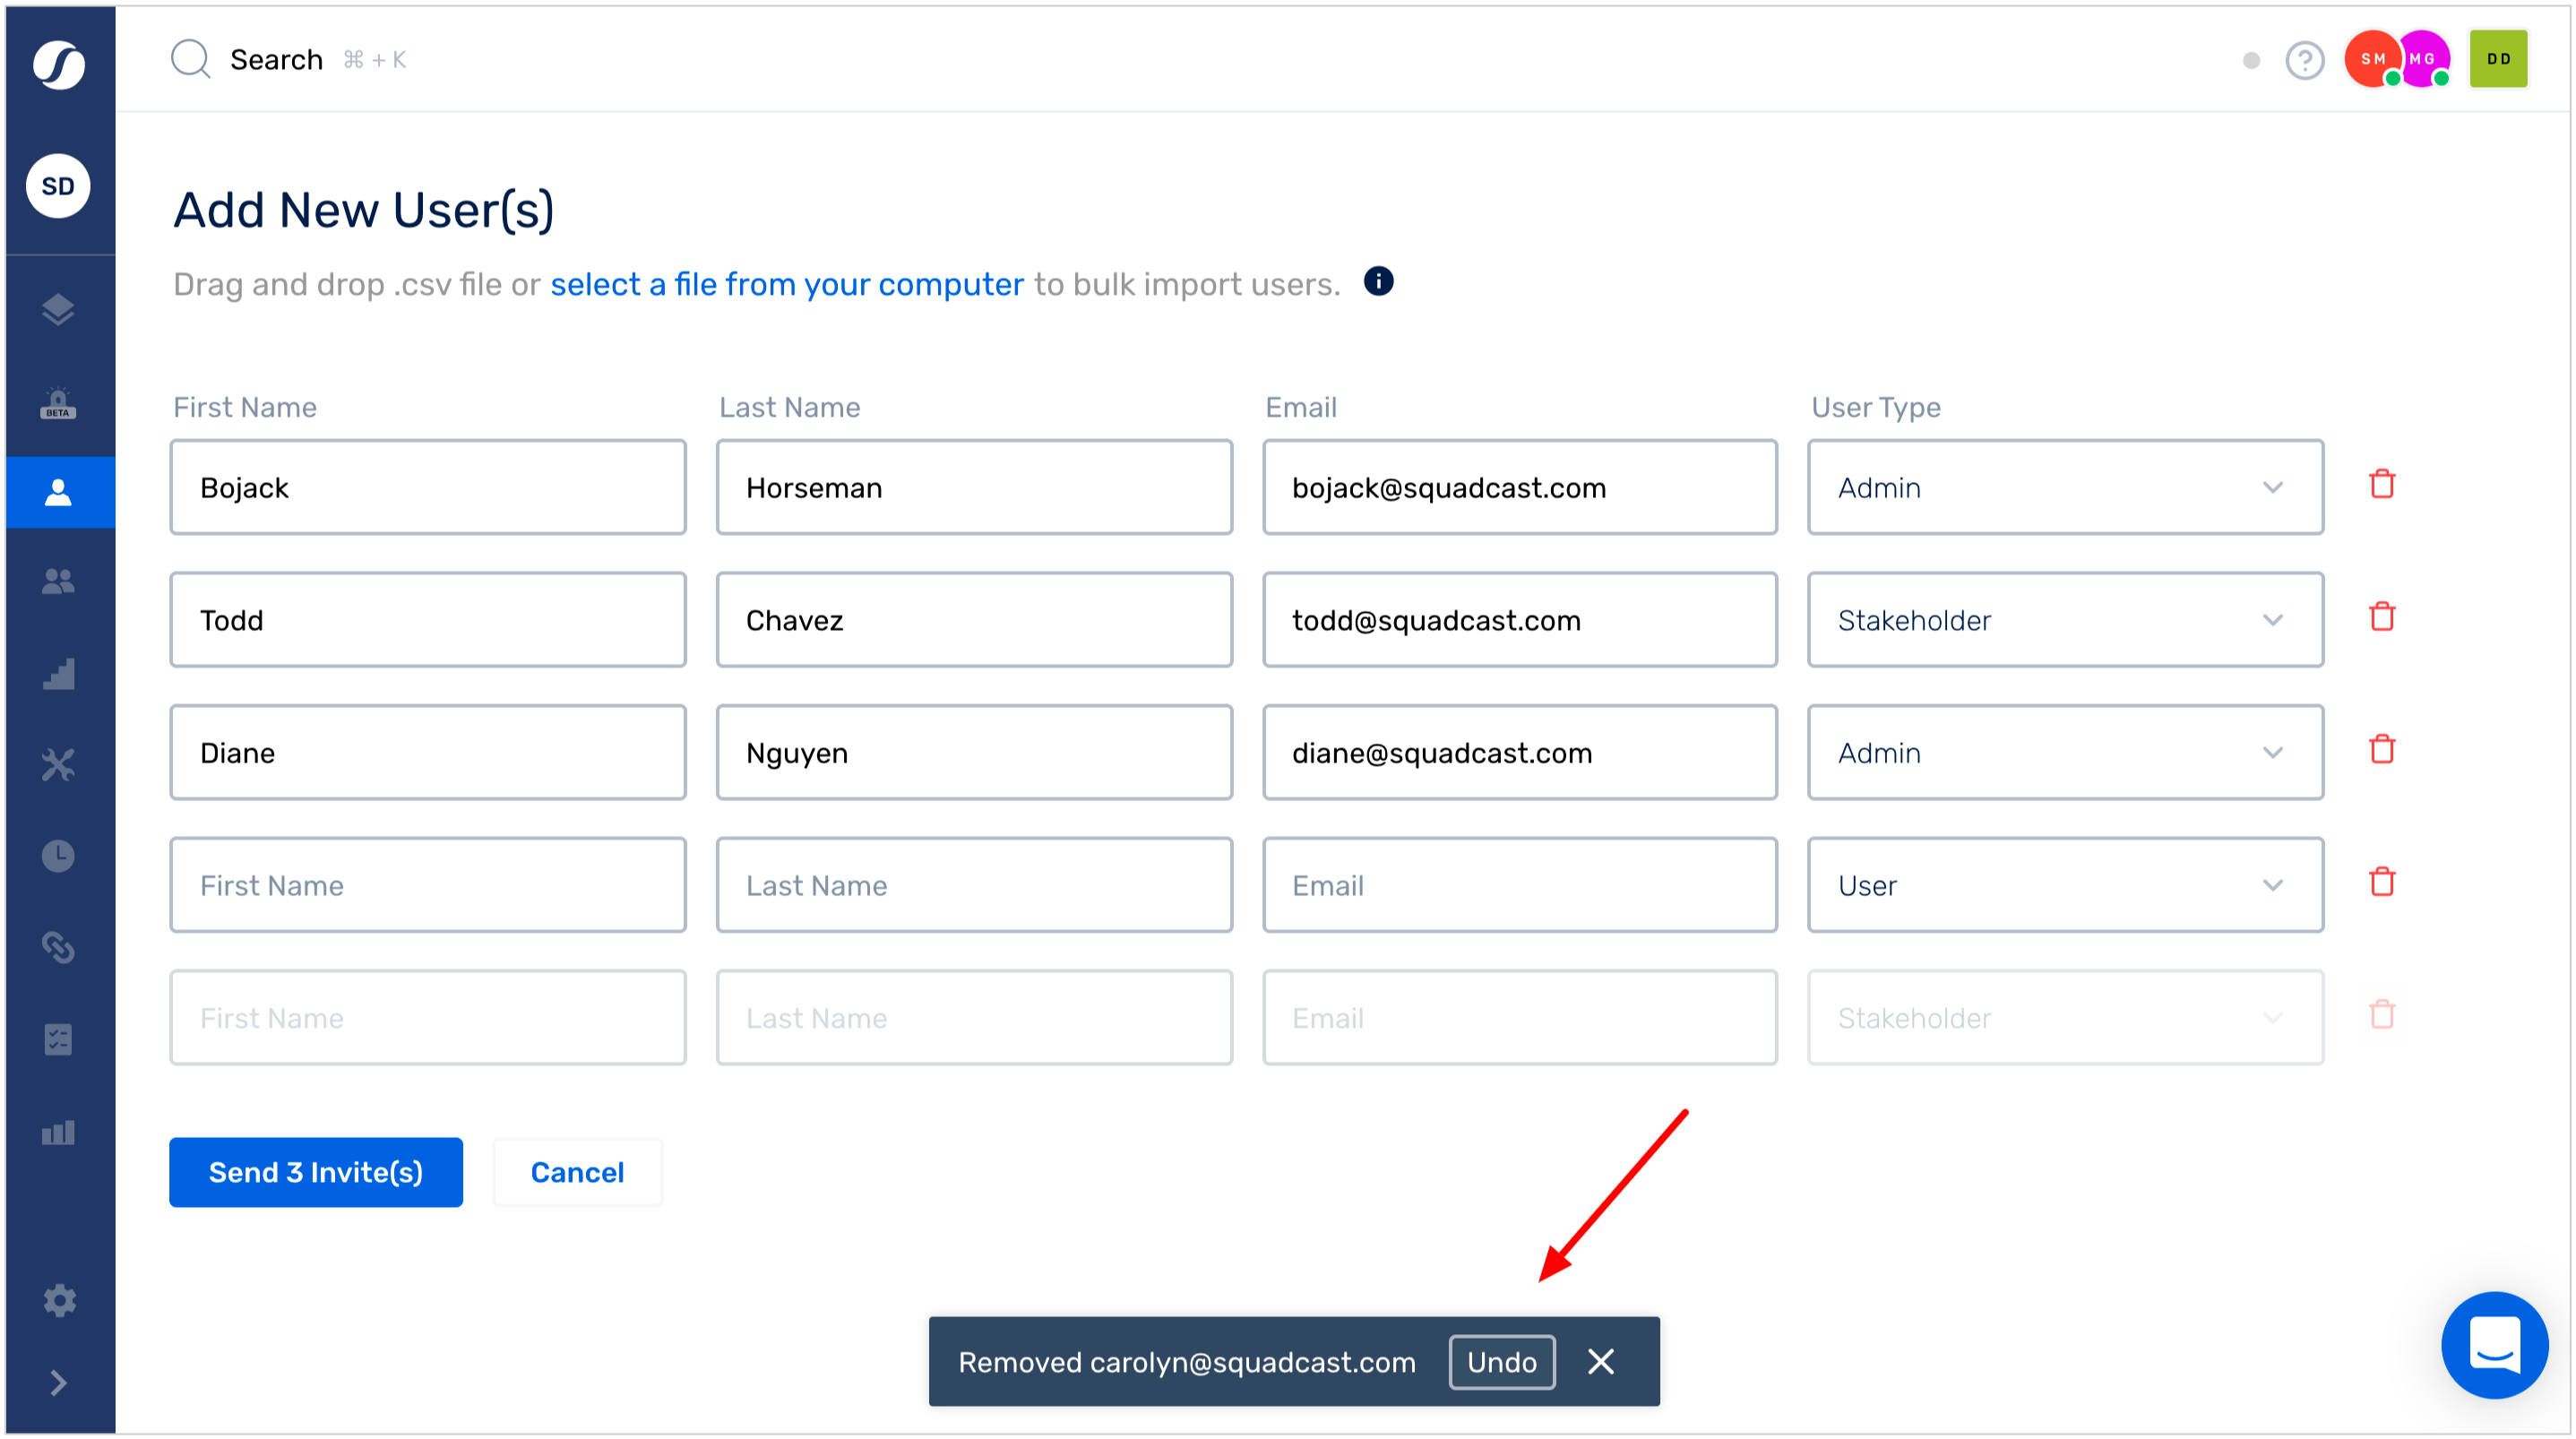 Search ⌘ + K
SM MG DD
SD
Add New User(s)
Drag and drop .csv file or select a file from your computer to bulk import users.
BETA
First Name Last Name Email User Type
Bojack Horseman bojack@squadcast.com Admin
Todd Chavez todd@squadcast.com Stakeholder
Diane Nguyen diane@squadcast.com Admin
First Name Last Name Email User
First Name Last Name Email Stakeholder
Send 3 Invite(s) Cancel
Removed carolyn@squadcast.com Undo